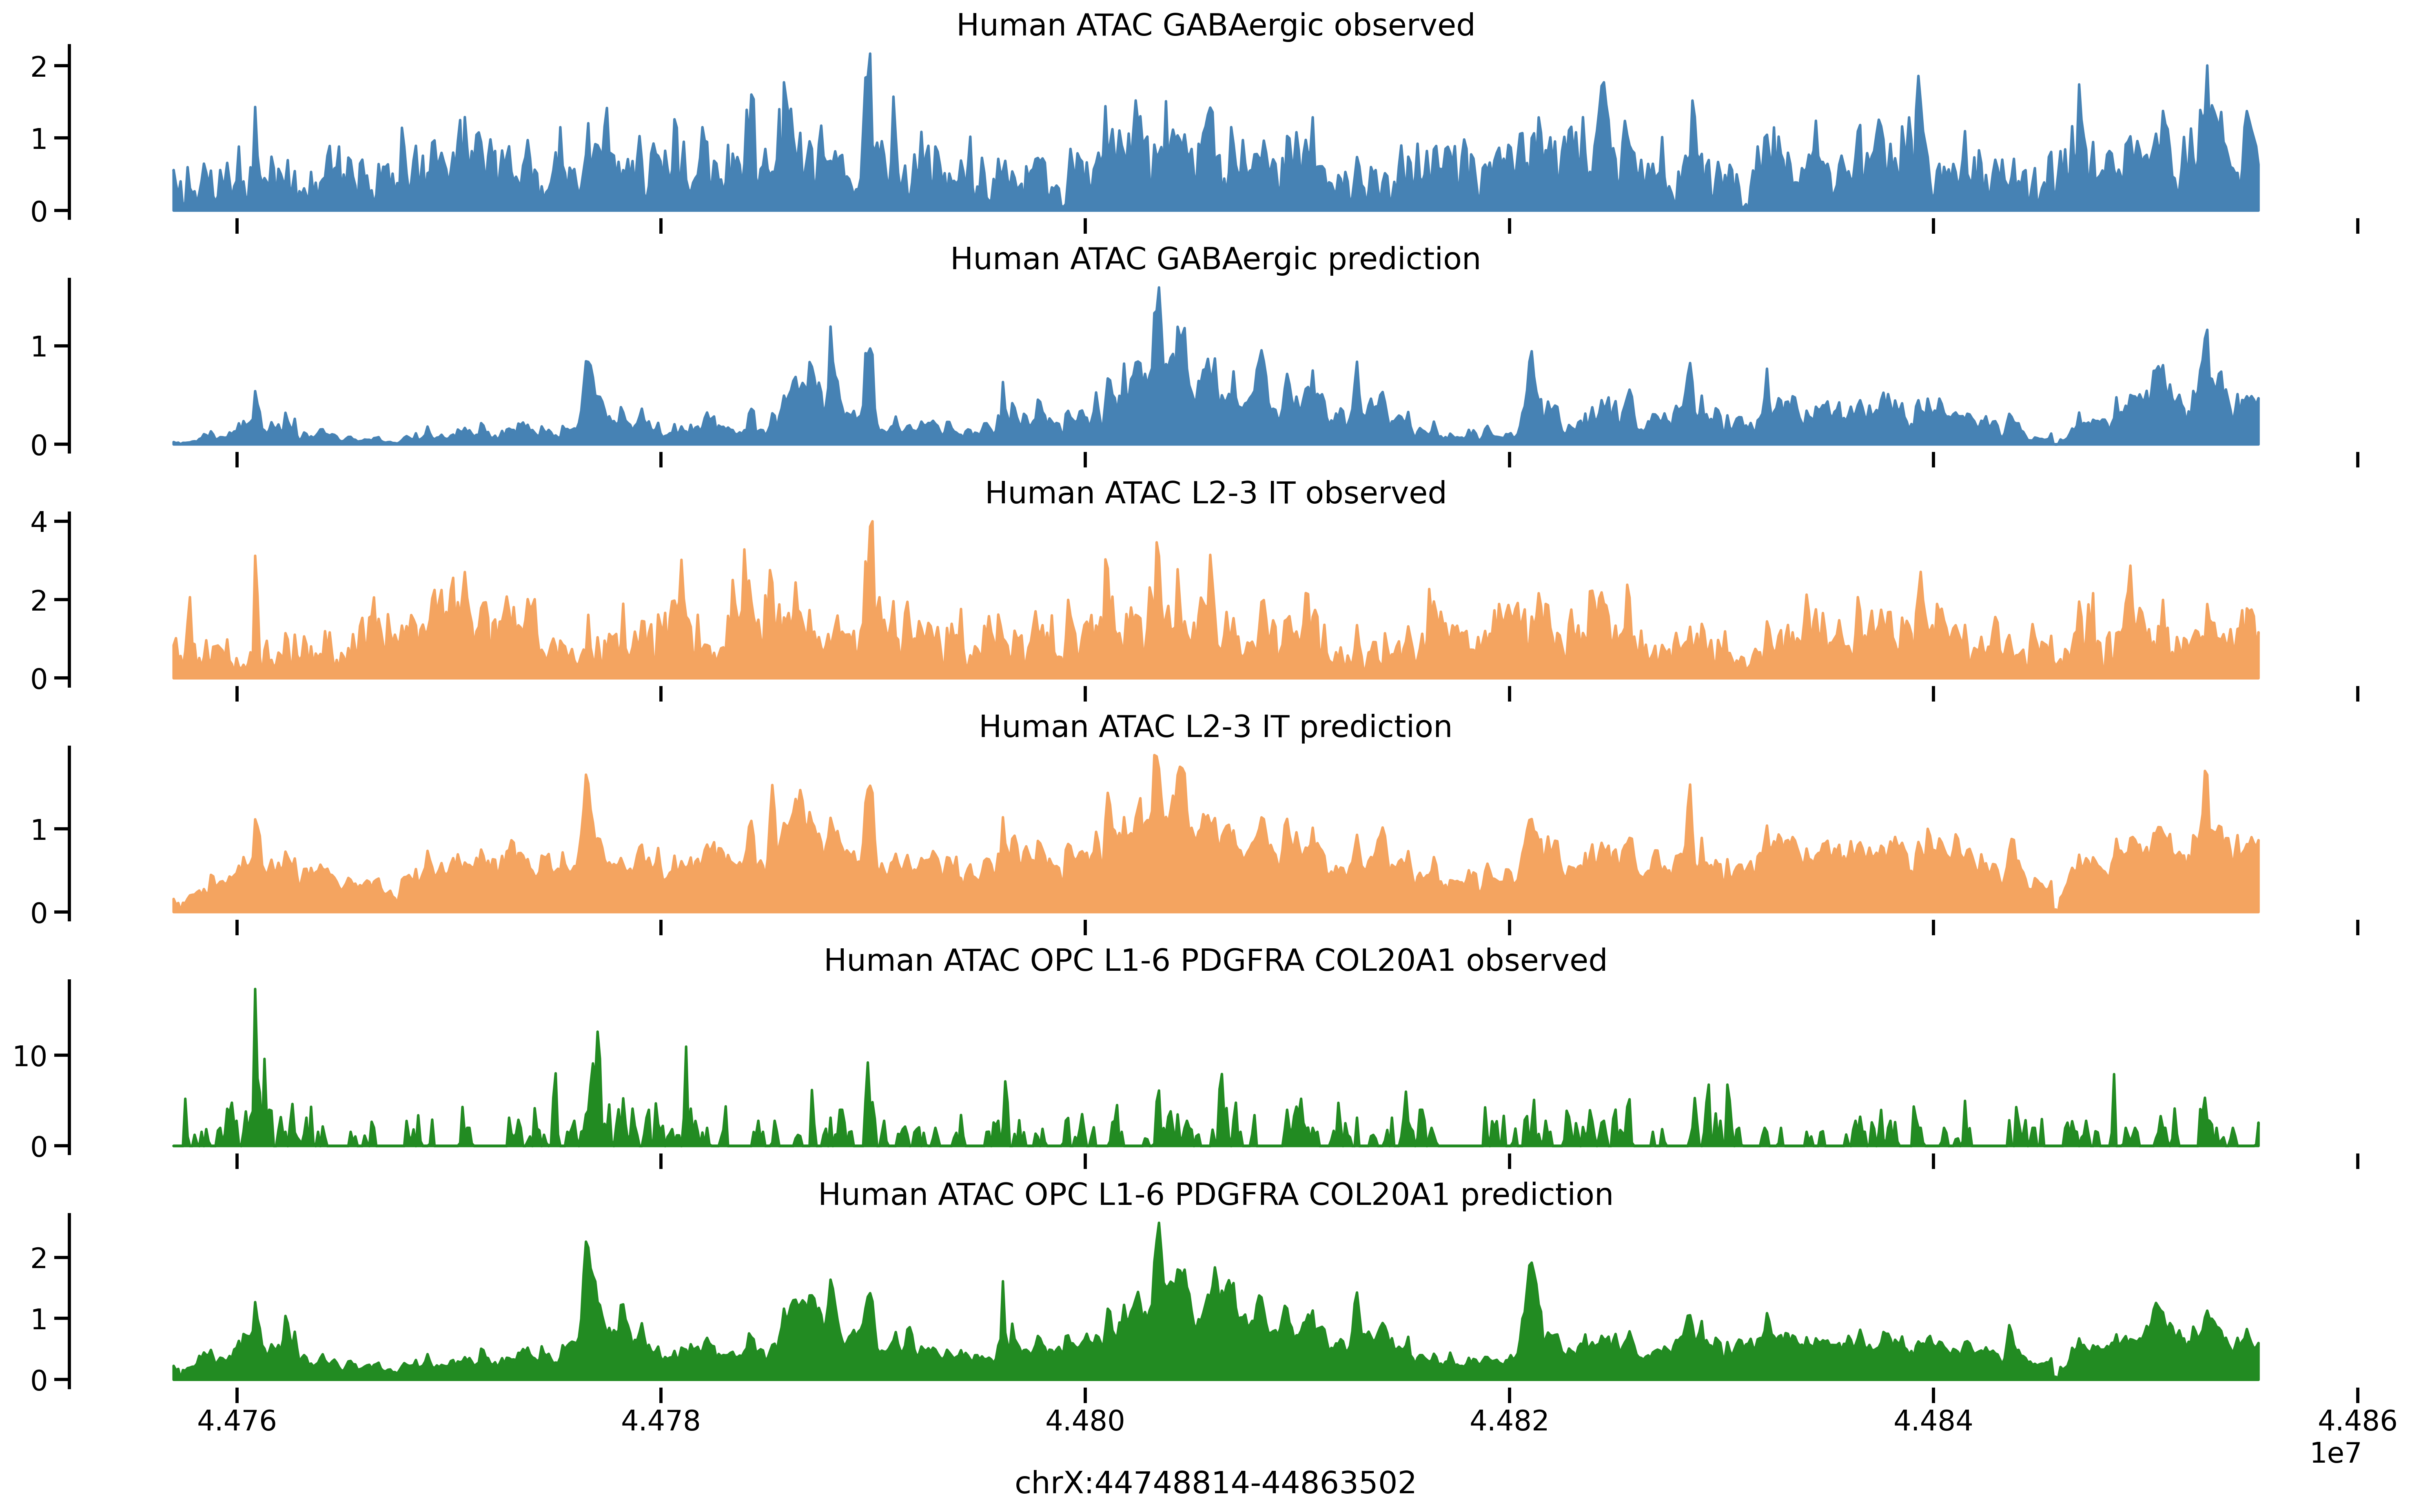 Human ATAC GABAergic observed
2
1
0
Human ATAC GABAergic prediction
1
0
Human ATAC L2-3 IT observed
4
2
0
Human ATAC L2-3 IT prediction
1
0
Human ATAC OPC L1-6 PDGFRA COL20A1 observed
10
0
Human ATAC OPC L1-6 PDGFRA COL20A1 prediction
2
1
0
4.476 4.478 4.480 4.482 4.484 4.486
1e7
chrX:44748814-44863502